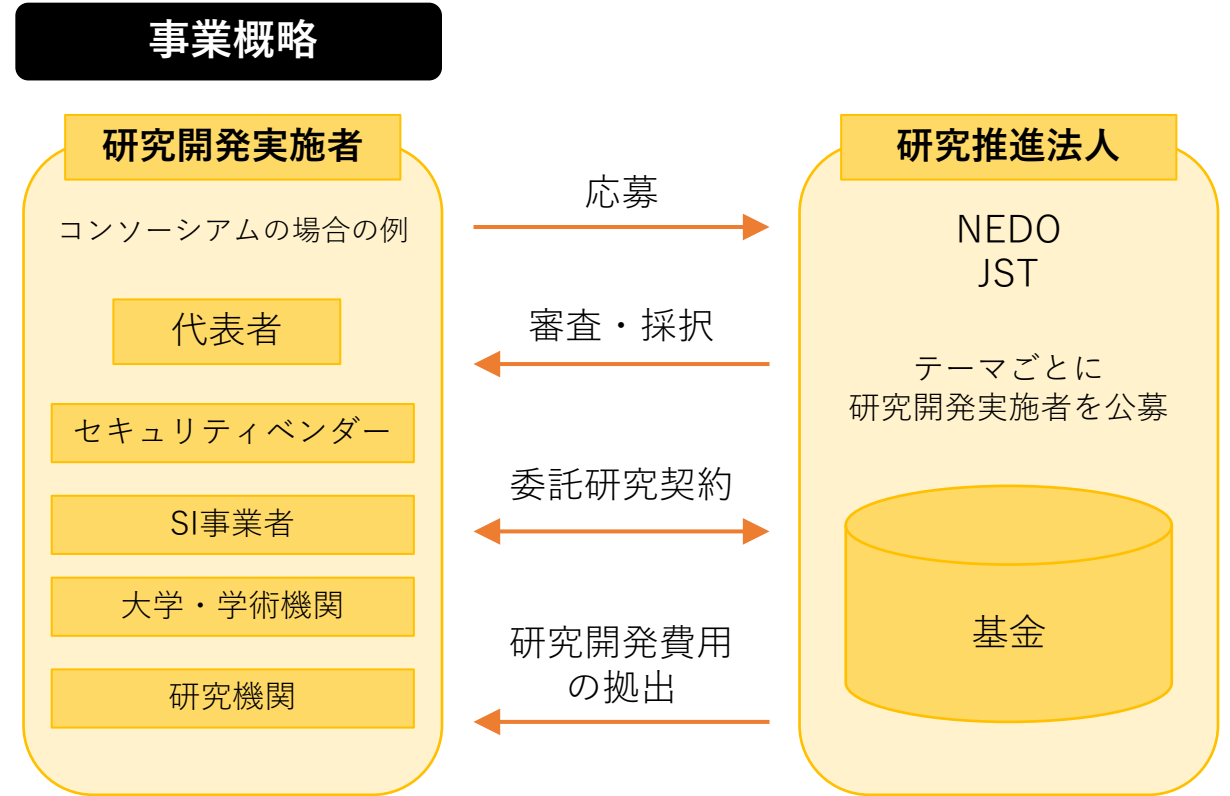 事業概略
研究開発実施者
コンソーシアムの場合の例
代表者
セキュリティベンダー
SI事業者
大学・学術機関
研究機関
応募
審査・採択
委託研究契約
研究開発費用
の拠出
研究推進法人
NEDO
JST
テーマごとに
研究開発実施者を公募
基金